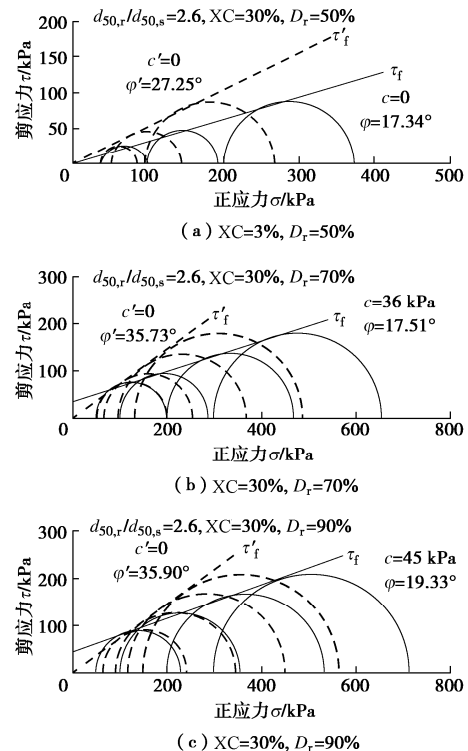 d50,r/d50,s=2.6, XC=30%, Dr=50%
200
150
100
50
剪应力τ/kPa
c′=0
φ′=27.25°
τ′f
τf
c=0
φ=17.34°
0 100 200 300 400 500
正应力σ/kPa
(a) XC=3%, Dr=50%
d50,r/d50,s=2.6, XC=30%, Dr=70%
300
200
100
剪应力τ/kPa
c′=0
φ′=35.73°
τ′f
τf
c=36 kPa
φ=17.51°
0 200 400 600 800
正应力σ/kPa
(b) XC=30%, Dr=70%
d50,r/d50,s=2.6, XC=30%, Dr=90%
300
200
100
剪应力τ/kPa
c′=0
φ′=35.90°
τ′f
τf
c=45 kPa
φ=19.33°
0 200 400 600 800
正应力σ/kPa
(c) XC=30%, Dr=90%